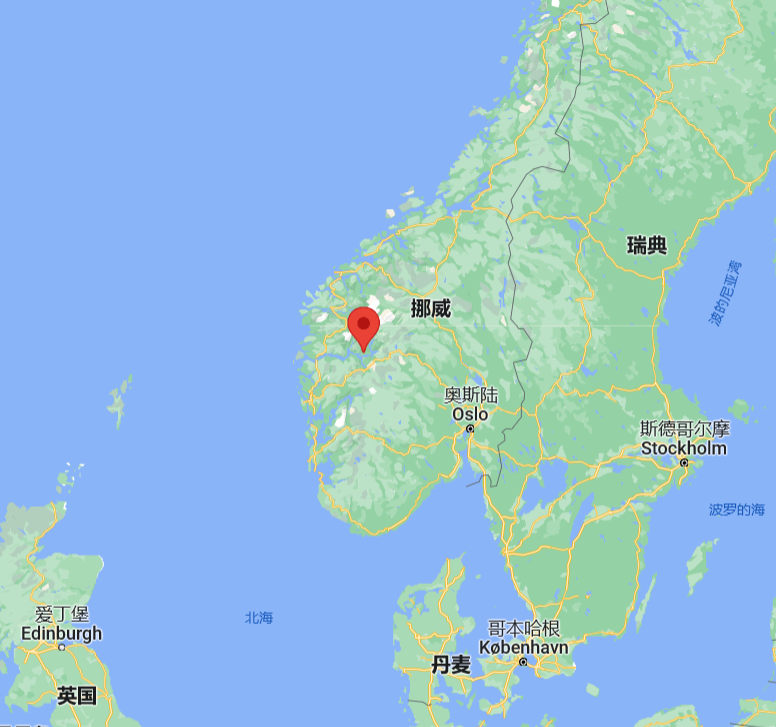 瑞典
波的尼亚湾
挪威
奥斯陆
Oslo
斯德哥尔摩
Stockholm
波罗的海
爱丁堡
Edinburgh
北海
哥本哈根
København
丹麦
英国